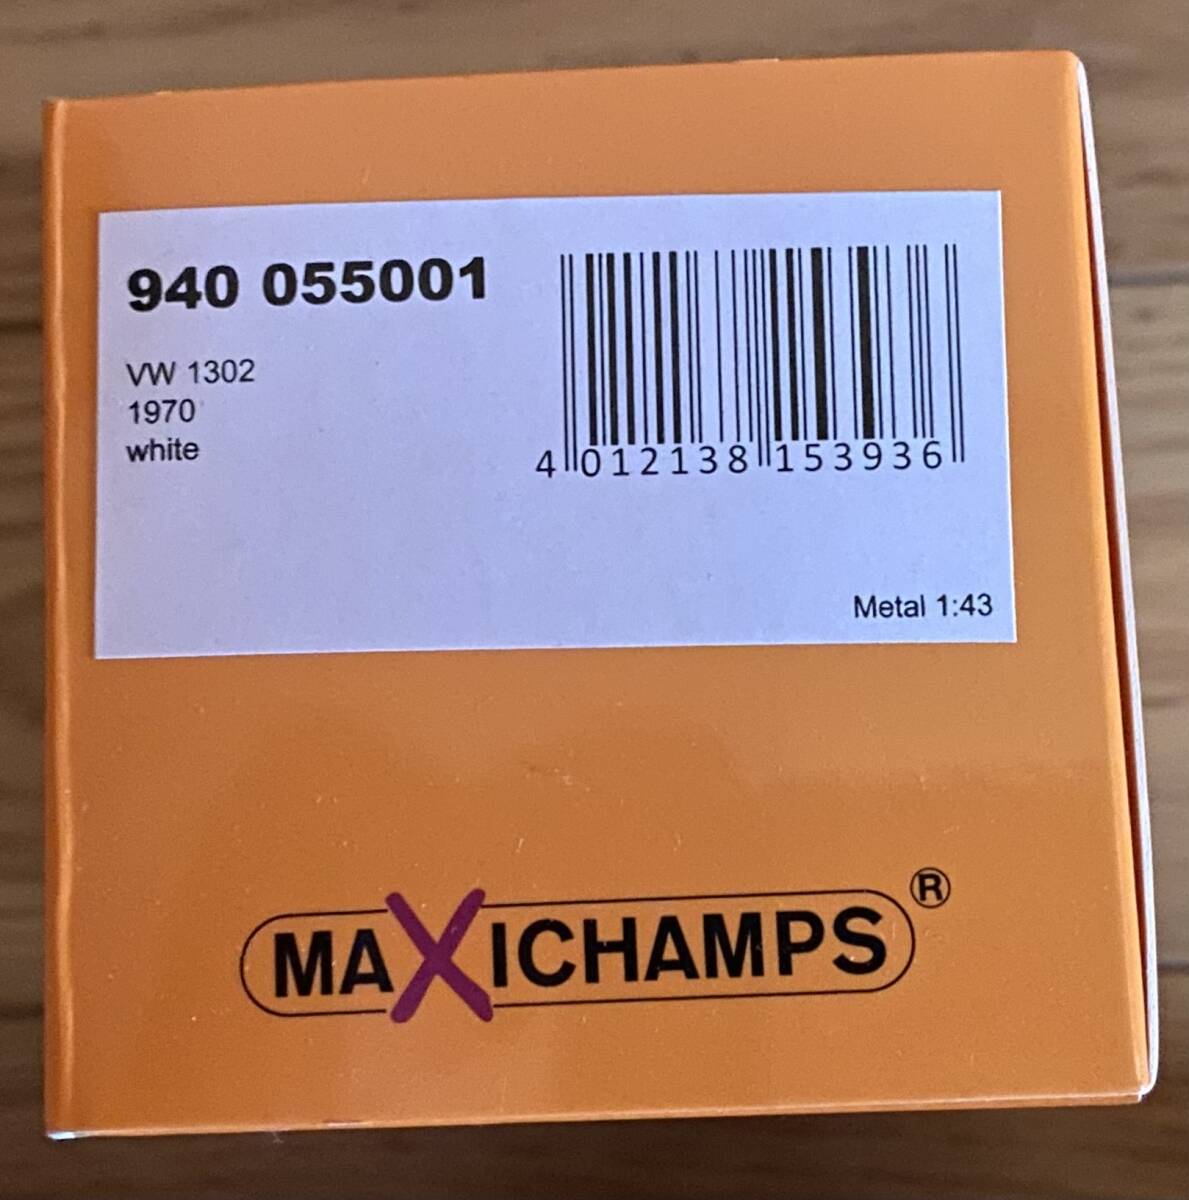 940 055001
VW 1302
1970
white
4 012138 153936
Metal 1:43
MAXICHAMPS®